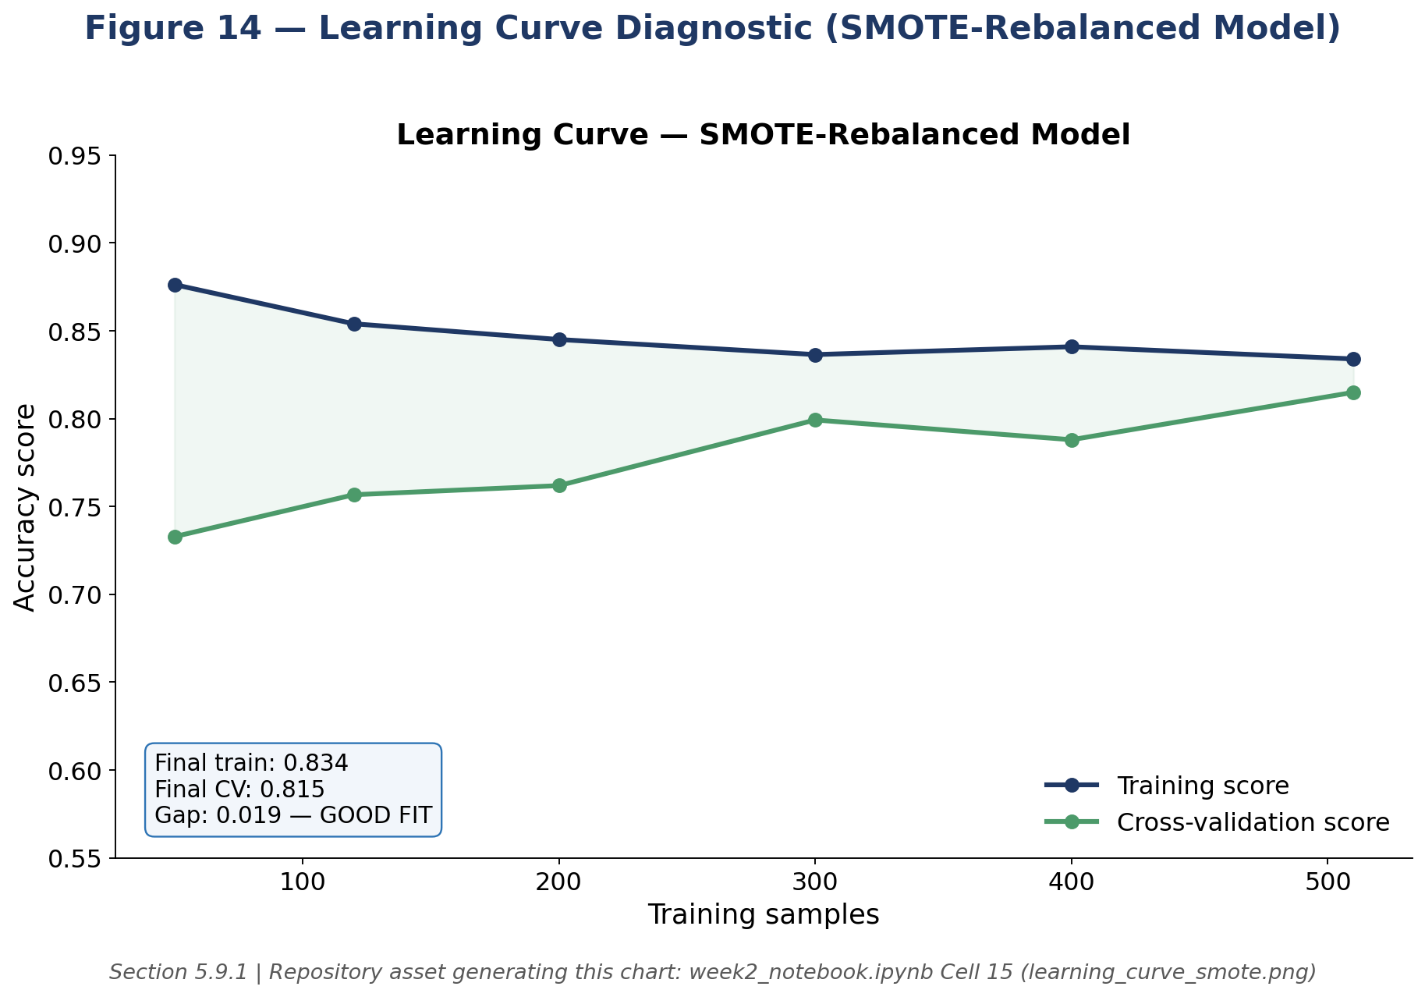 Figure 14 — Learning Curve Diagnostic (SMOTE-Rebalanced Model)
Learning Curve — SMOTE-Rebalanced Model
0.95
0.90
0.85
0.80
0.75
0.70
0.65
0.60
0.55
Accuracy score
Final train: 0.834
Final CV: 0.815
Gap: 0.019 — GOOD FIT
Training score
Cross-validation score
100 200 300 400 500
Training samples
Section 5.9.1 | Repository asset generating this chart: week2_notebook.ipynb Cell 15 (learning_curve_smote.png)